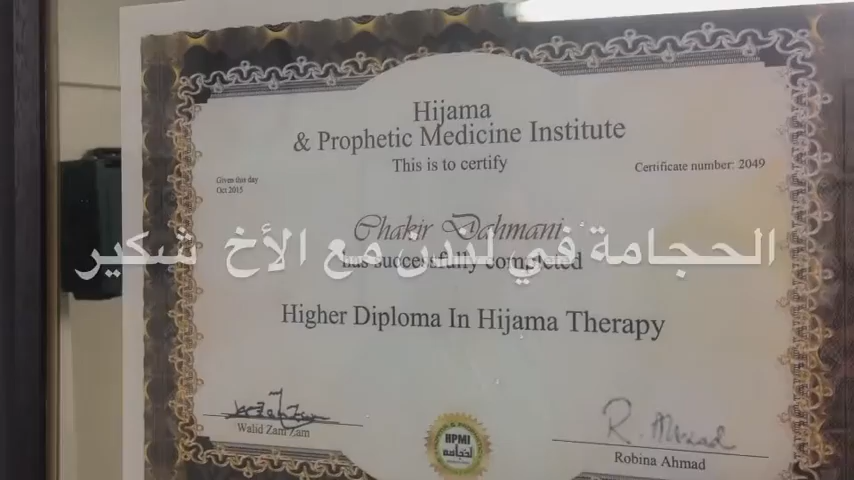 Hijama
& Prophetic Medicine Institute
This is to certify
Given this day
Oct 2015
Certificate number: 2049
Chakir Dahmani
الحجامة في لندن مع الأخ شكير
has successfully completed
Higher Diploma In Hijama Therapy
Walid Zam Zam
R. Ahmad
Robina Ahmad
HPMI